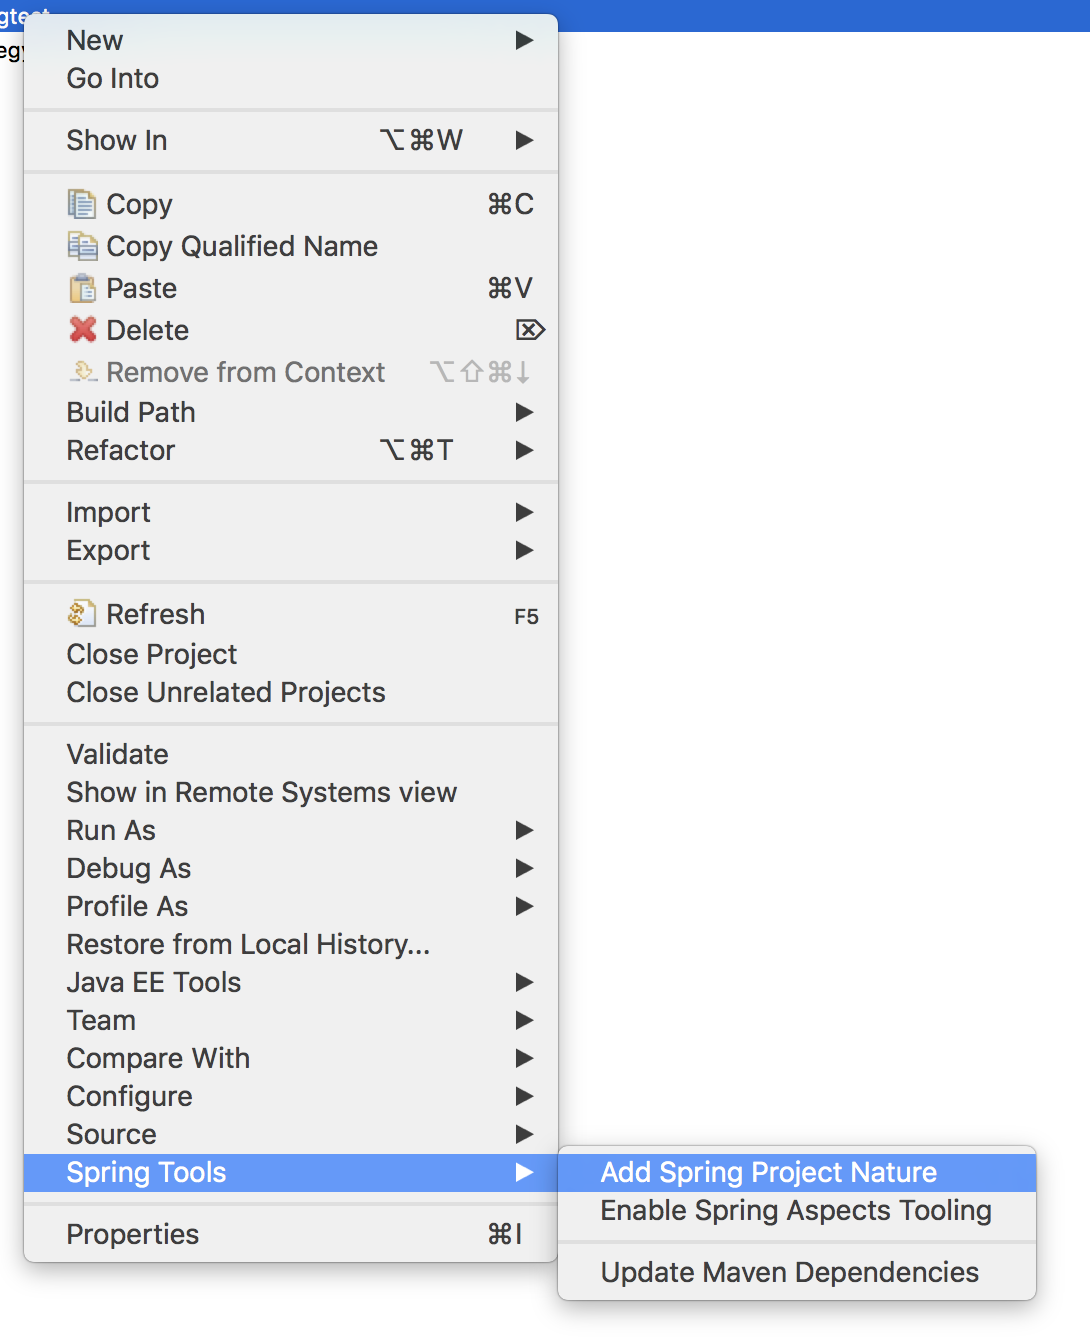 New
Go Into
Show In ⌥⌘W
Copy ⌘C
Copy Qualified Name
Paste ⌘V
Delete ⌦
Remove from Context ⌥⇧⌘↓
Build Path
Refactor ⌥⌘T
Import
Export
Refresh F5
Close Project
Close Unrelated Projects
Validate
Show in Remote Systems view
Run As
Debug As
Profile As
Restore from Local History...
Java EE Tools
Team
Compare With
Configure
Source
Spring Tools
Properties ⌘I
Add Spring Project Nature
Enable Spring Aspects Tooling
Update Maven Dependencies